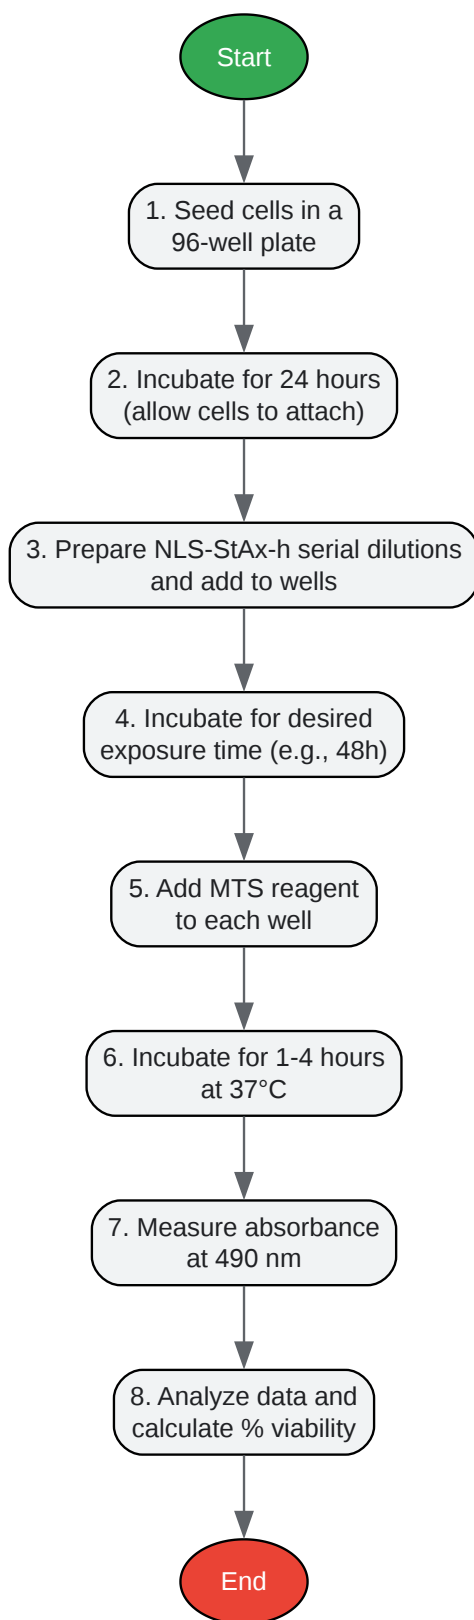 Start
1. Seed cells in a
96-well plate
2. Incubate for 24 hours
(allow cells to attach)
3. Prepare NLS-StAx-h serial dilutions
and add to wells
4. Incubate for desired
exposure time (e.g., 48h)
5. Add MTS reagent
to each well
6. Incubate for 1-4 hours
at 37°C
7. Measure absorbance
at 490 nm
8. Analyze data and
calculate % viability
End